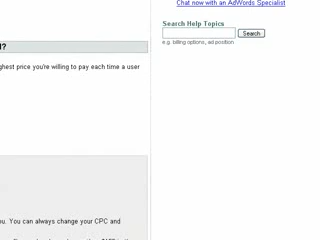 Chat now with an AdWords Specialist
Search Help Topics
Search
e.g. billing options, ad position
l?
ghest price you're willing to pay each time a user
ou. You can always change your CPC and